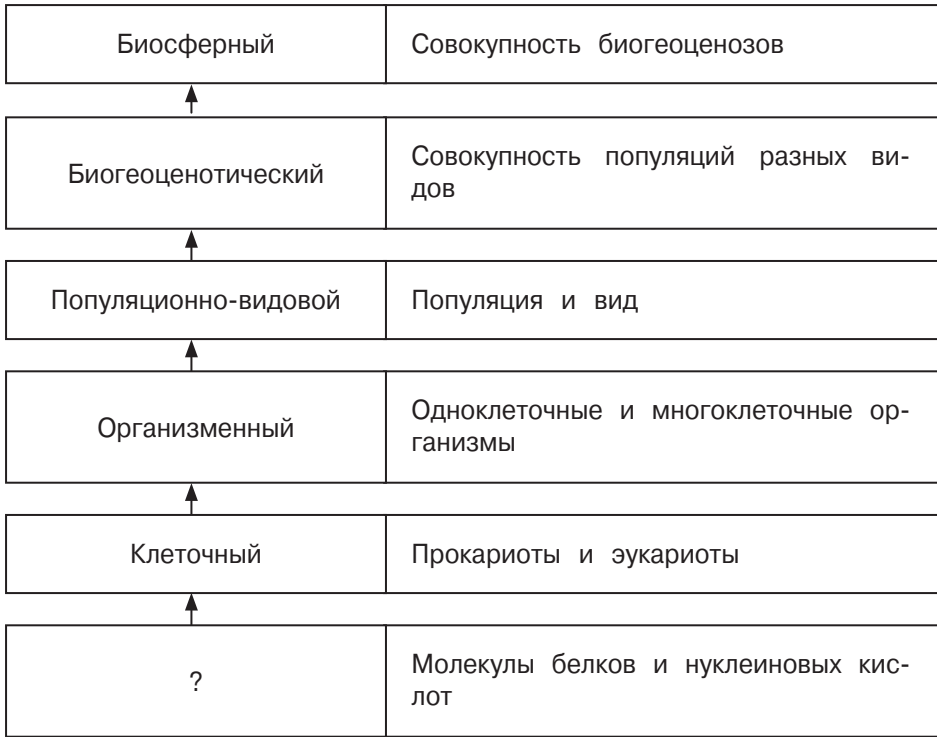 Биосферный
Совокупность биогеоценозов
Биогеоценотический
Совокупность популяций разных ви-
дов
Популяционно-видовой
Популяция и вид
Организменный
Одноклеточные и многоклеточные ор-
ганизмы
Клеточный
Прокариоты и эукариоты
?
Молекулы белков и нуклеиновых кис-
лот